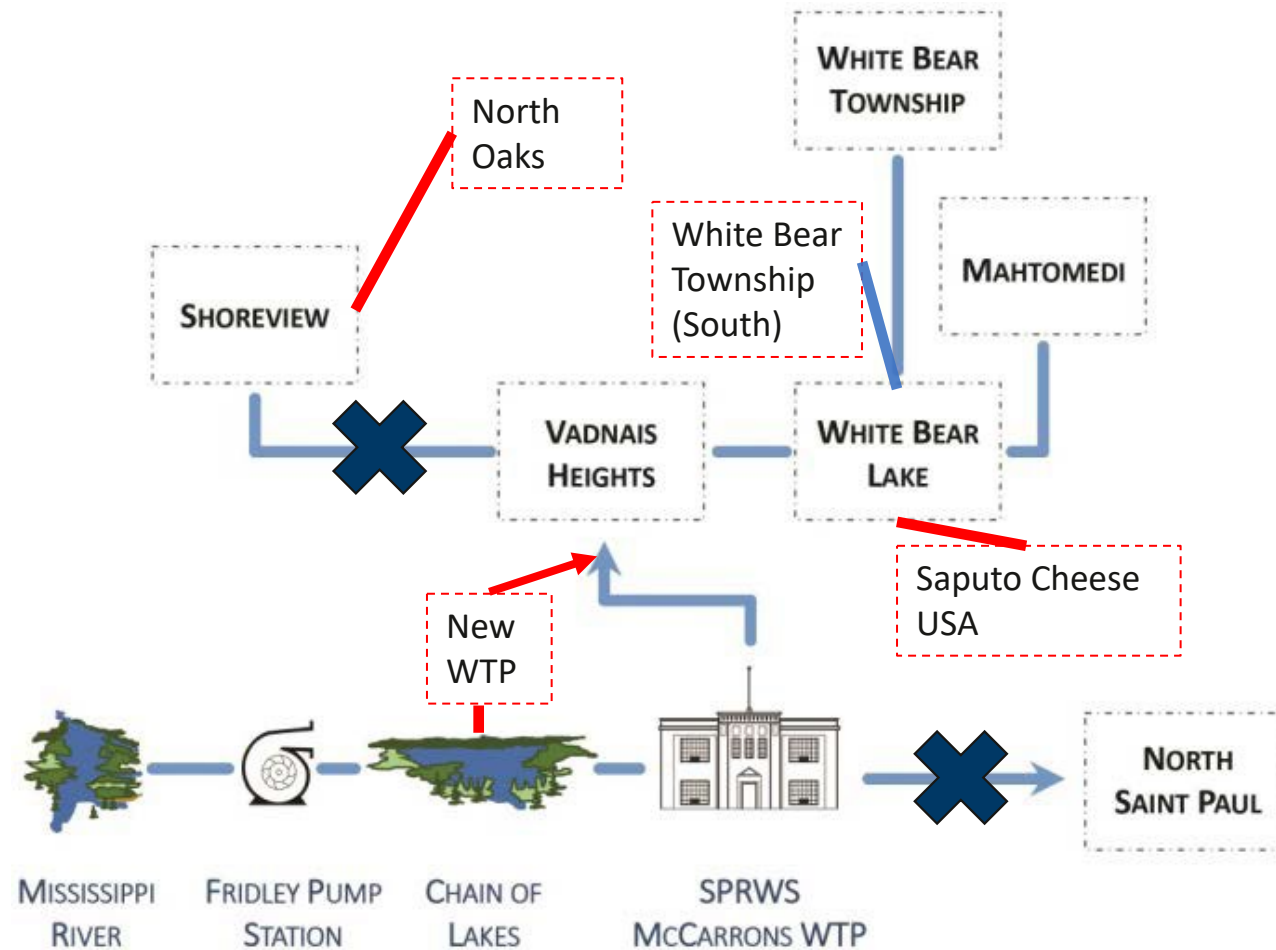 WHITE BEAR
TOWNSHIP
North
Oaks
White Bear
Township
(South)
MAHTOMEDI
SHOREVIEW
VADNAIS
HEIGHTS
WHITE BEAR
LAKE
Saputo Cheese
USA
New
WTP
NORTH
SAINT PAUL
MISSISSIPPI
RIVER
FRIDLEY PUMP
STATION
CHAIN OF
LAKES
SPRWS
MCCARRONS WTP